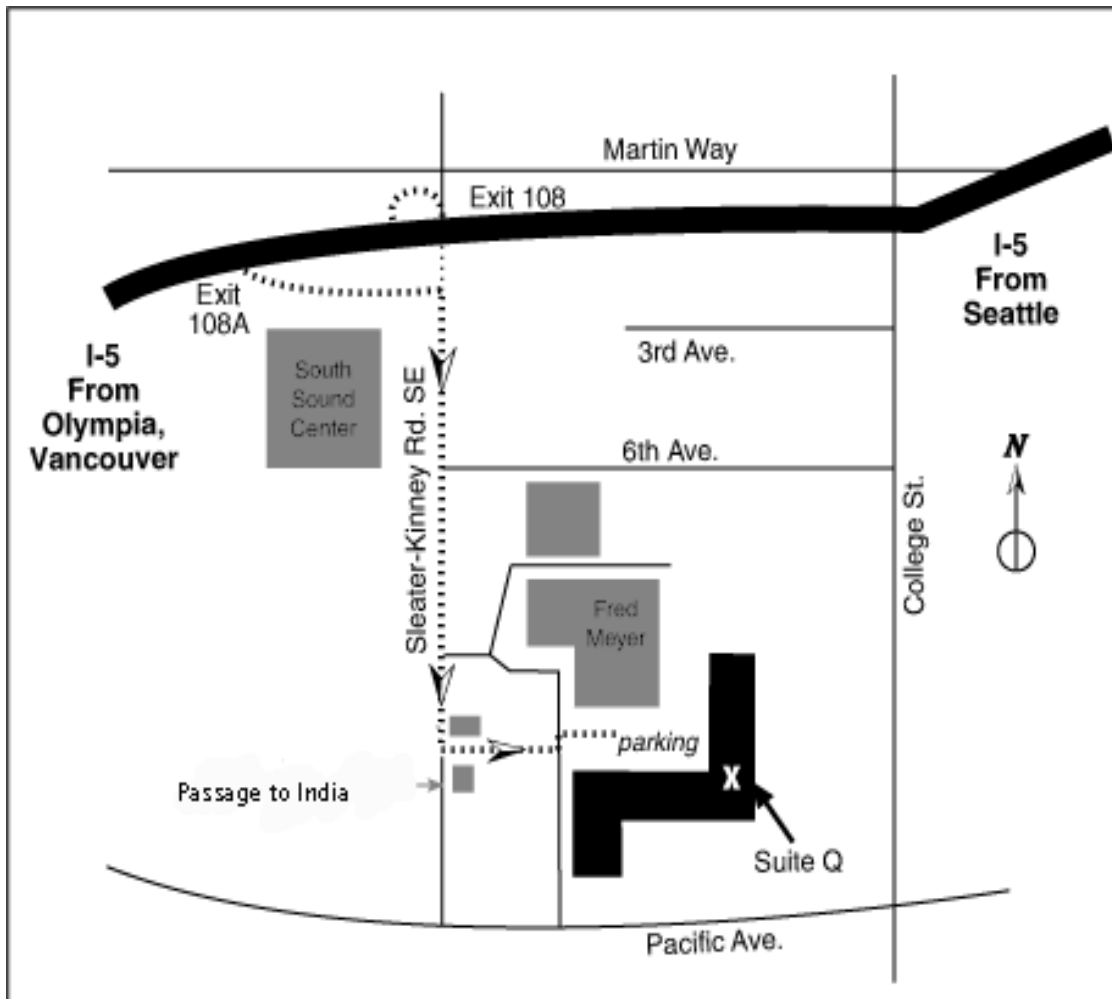 Martin Way
Exit 108
I-5
From
Seattle
Exit
108A
I-5
From
Olympia,
Vancouver
South
Sound
Center
3rd Ave.
Sleater-Kinney Rd. SE
6th Ave.
College St.
N
Fred
Meyer
parking
Passage to India
X
Suite Q
Pacific Ave.